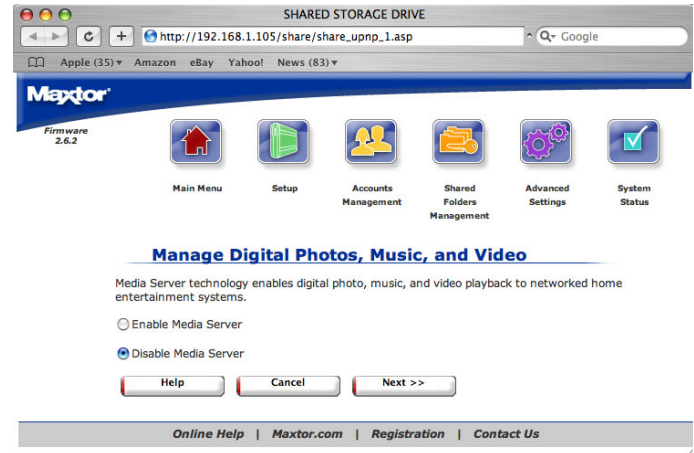 SHARED STORAGE DRIVE
http://192.168.1.105/share/share_upnp_1.asp
Google
Apple (35) Amazon eBay Yahoo! News (83)
Maxtor
Firmware
2.6.2
Main Menu
Setup
Accounts
Management
Shared
Folders
Management
Advanced
Settings
System
Status
Manage Digital Photos, Music, and Video
Media Server technology enables digital photo, music, and video playback to networked home
entertainment systems.
Enable Media Server
Disable Media Server
Help
Cancel
Next >>
Online Help | Maxtor.com | Registration | Contact Us